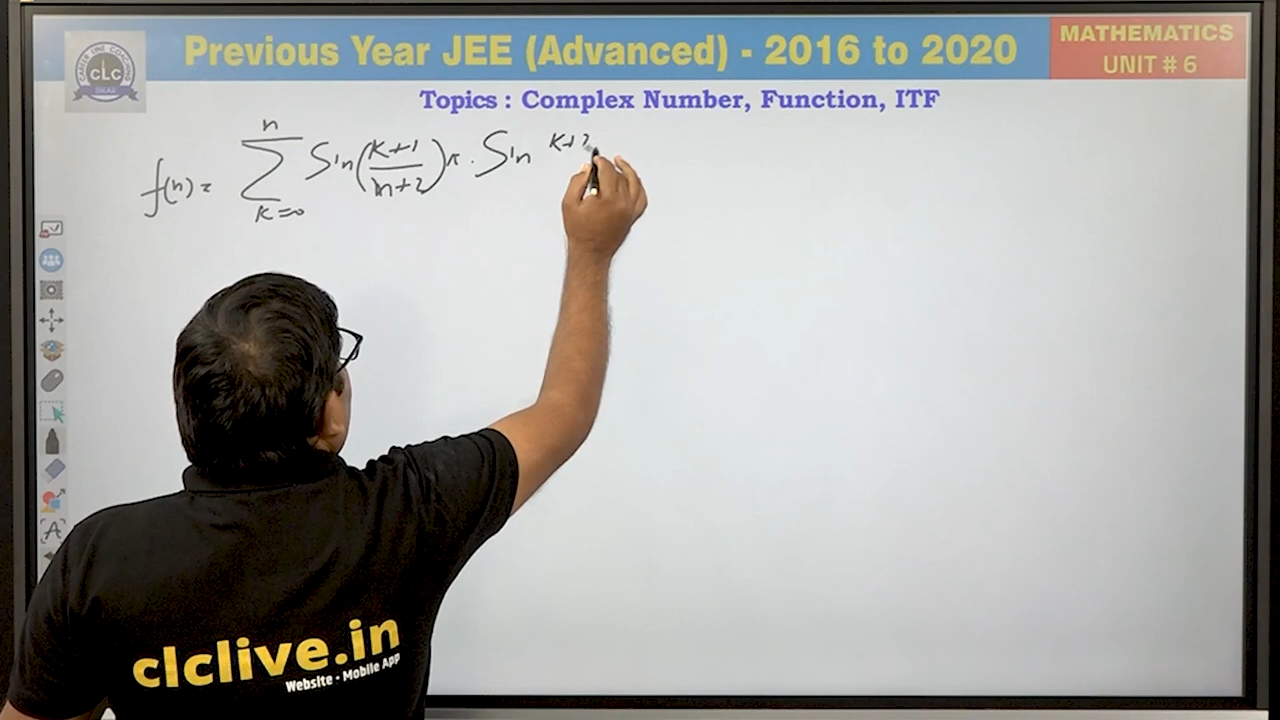 Previous Year JEE (Advanced) - 2016 to 2020
MATHEMATICS
UNIT # 6
CLC
Topics : Complex Number, Function, ITF
f(n) = n ∑ k=0 Sin(k+1/n+2)π . Sin k+2
clclive.in
Website • Mobile App